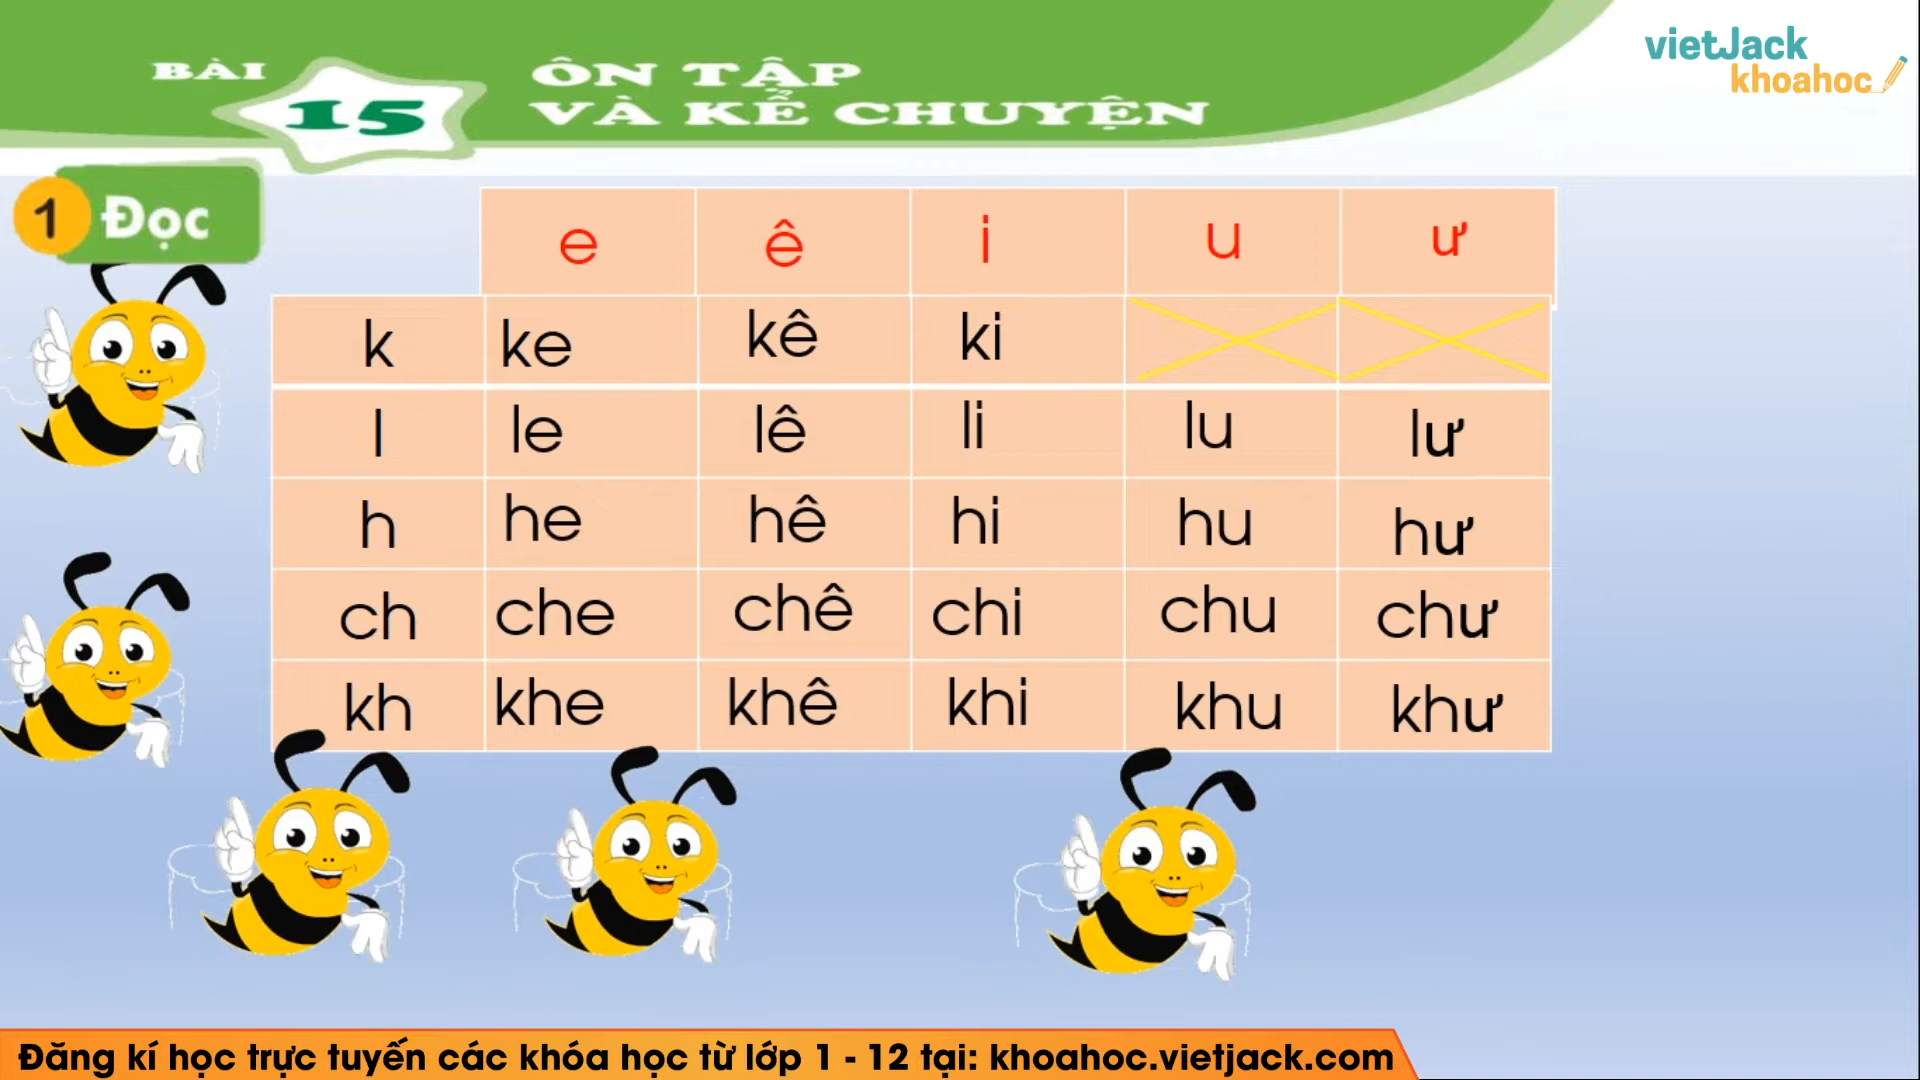 vietJack
khoahoc
BÀI
15
ÔN TẬP
VÀ KỂ CHUYỆN
1 Đọc
e ê i u ư
k ke kê ki
l le lê li lu lư
h he hê hi hu hư
ch che chê chi chu chư
kh khe khê khi khu khư
Đăng kí học trực tuyến các khóa học từ lớp 1 - 12 tại: khoahoc.vietjack.com